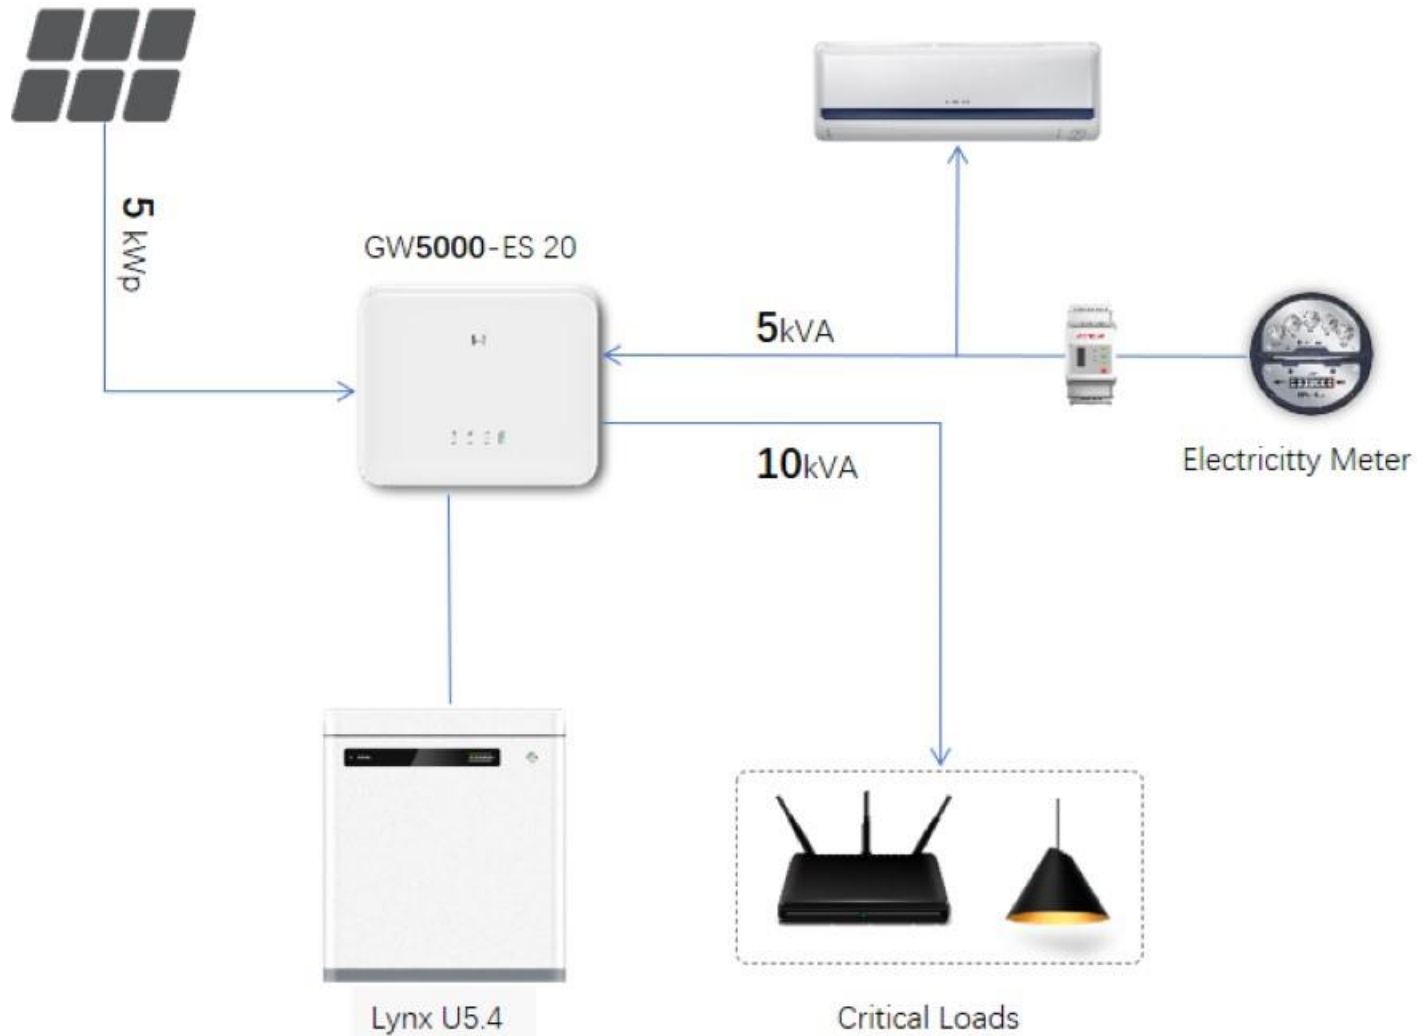 5 kWp
GW5000-ES 20
5kVA
10kVA
Electricitty Meter
Lynx U5.4
Critical Loads